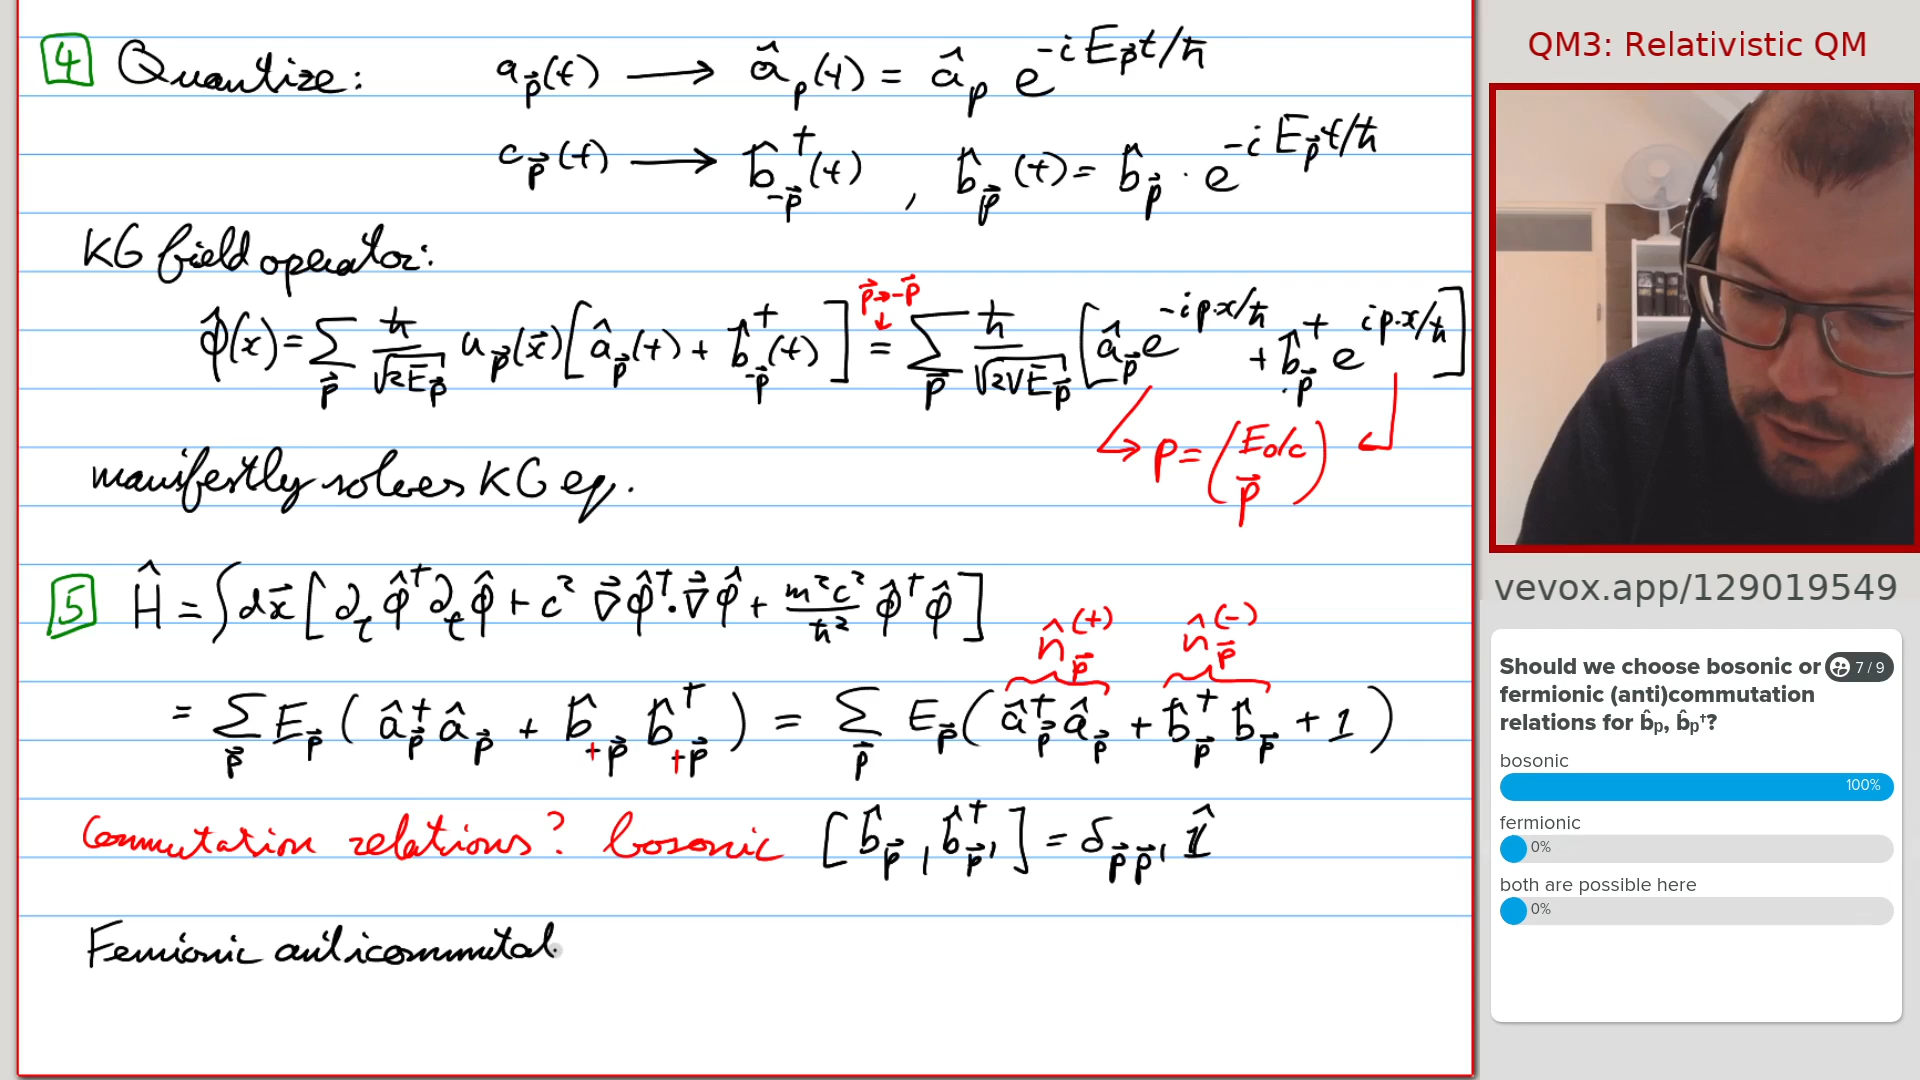 4 Quantize: a_p⃗(t) ⟶ â_p(t) = â_p e^{-iE_p⃗t/ħ}
c_p⃗(t) ⟶ b̂†_{-p⃗}(t) , b̂_p⃗(t) = b̂_p⃗ · e^{-iE_p⃗t/ħ}
KG field operator:
p⃗→-p⃗
φ̂(x) = Σ_p⃗ ħ/√(2E_p⃗) u_p⃗(x⃗) [â_p⃗(t) + b̂†_{-p⃗}(t)] = Σ_p⃗ ħ/√(2VE_p⃗) [â_p⃗ e^{-ip·x/ħ} + b̂†_p⃗ e^{ip·x/ħ}]
p = (E₀/c p⃗)
manifestly solves KG eq.
5 Ĥ = ∫dx⃗ [∂_t φ̂† ∂_t φ̂ + c² ∇⃗φ̂†·∇⃗φ̂ + m²c²/ħ² φ̂†φ̂]
n̂_p⃗^(+) n̂_p⃗^(-)
= Σ_p⃗ E_p⃗ (â†_p⃗ â_p⃗ + b̂_{+p⃗} b̂†_{+p⃗}) = Σ_p⃗ E_p⃗ (â†_p⃗ â_p⃗ + b̂†_p⃗ b̂_p⃗ + 1)
Commutation relations? bosonic [b̂_p⃗, b̂†_p⃗'] = δ_p⃗p⃗' 1̂
Fermionic anticommutat
QM3: Relativistic QM
vevox.app/129019549
Should we choose bosonic or 7 / 9
fermionic (anti)commutation
relations for b̂ₚ, b̂ₚ†?
bosonic
100%
fermionic
0%
both are possible here
0%